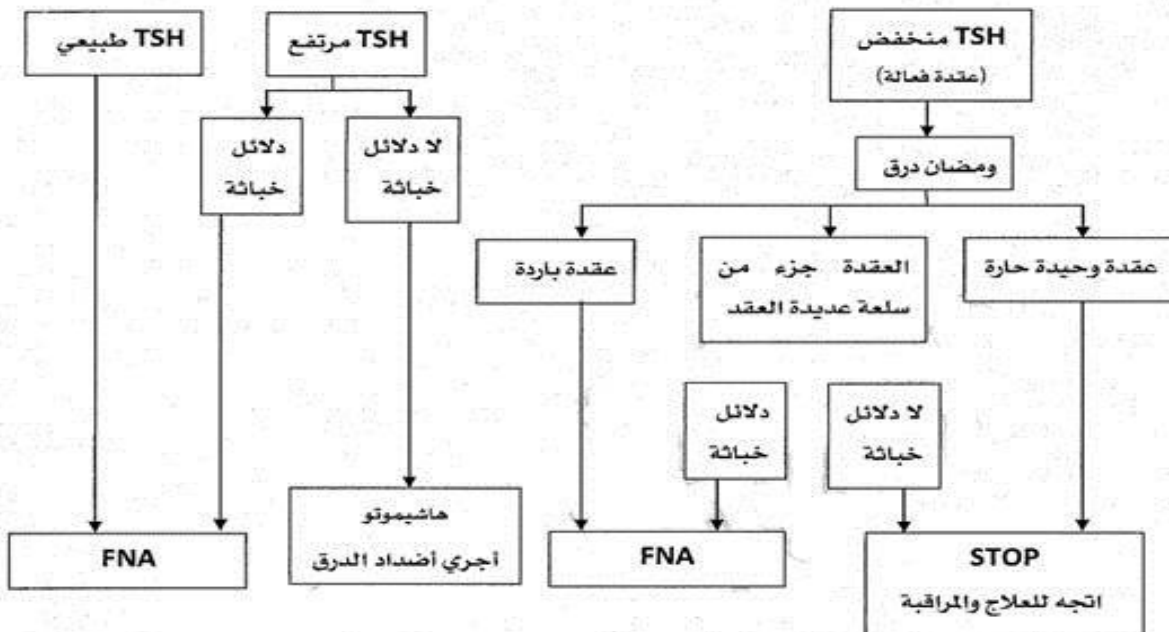 TSH منخفض
(عقدة فعالة)
TSH مرتفع
TSH طبيعي
لا دلائل
خباثة
دلائل
خباثة
ومضان درق
عقدة وحيدة حارة
العقدة جزء من
سلعة عديدة العقد
عقدة باردة
لا دلائل
خباثة
دلائل
خباثة
STOP
اتجه للعلاج والمراقبة
FNA
هاشيموتو
أجري أضداد الدرق
FNA